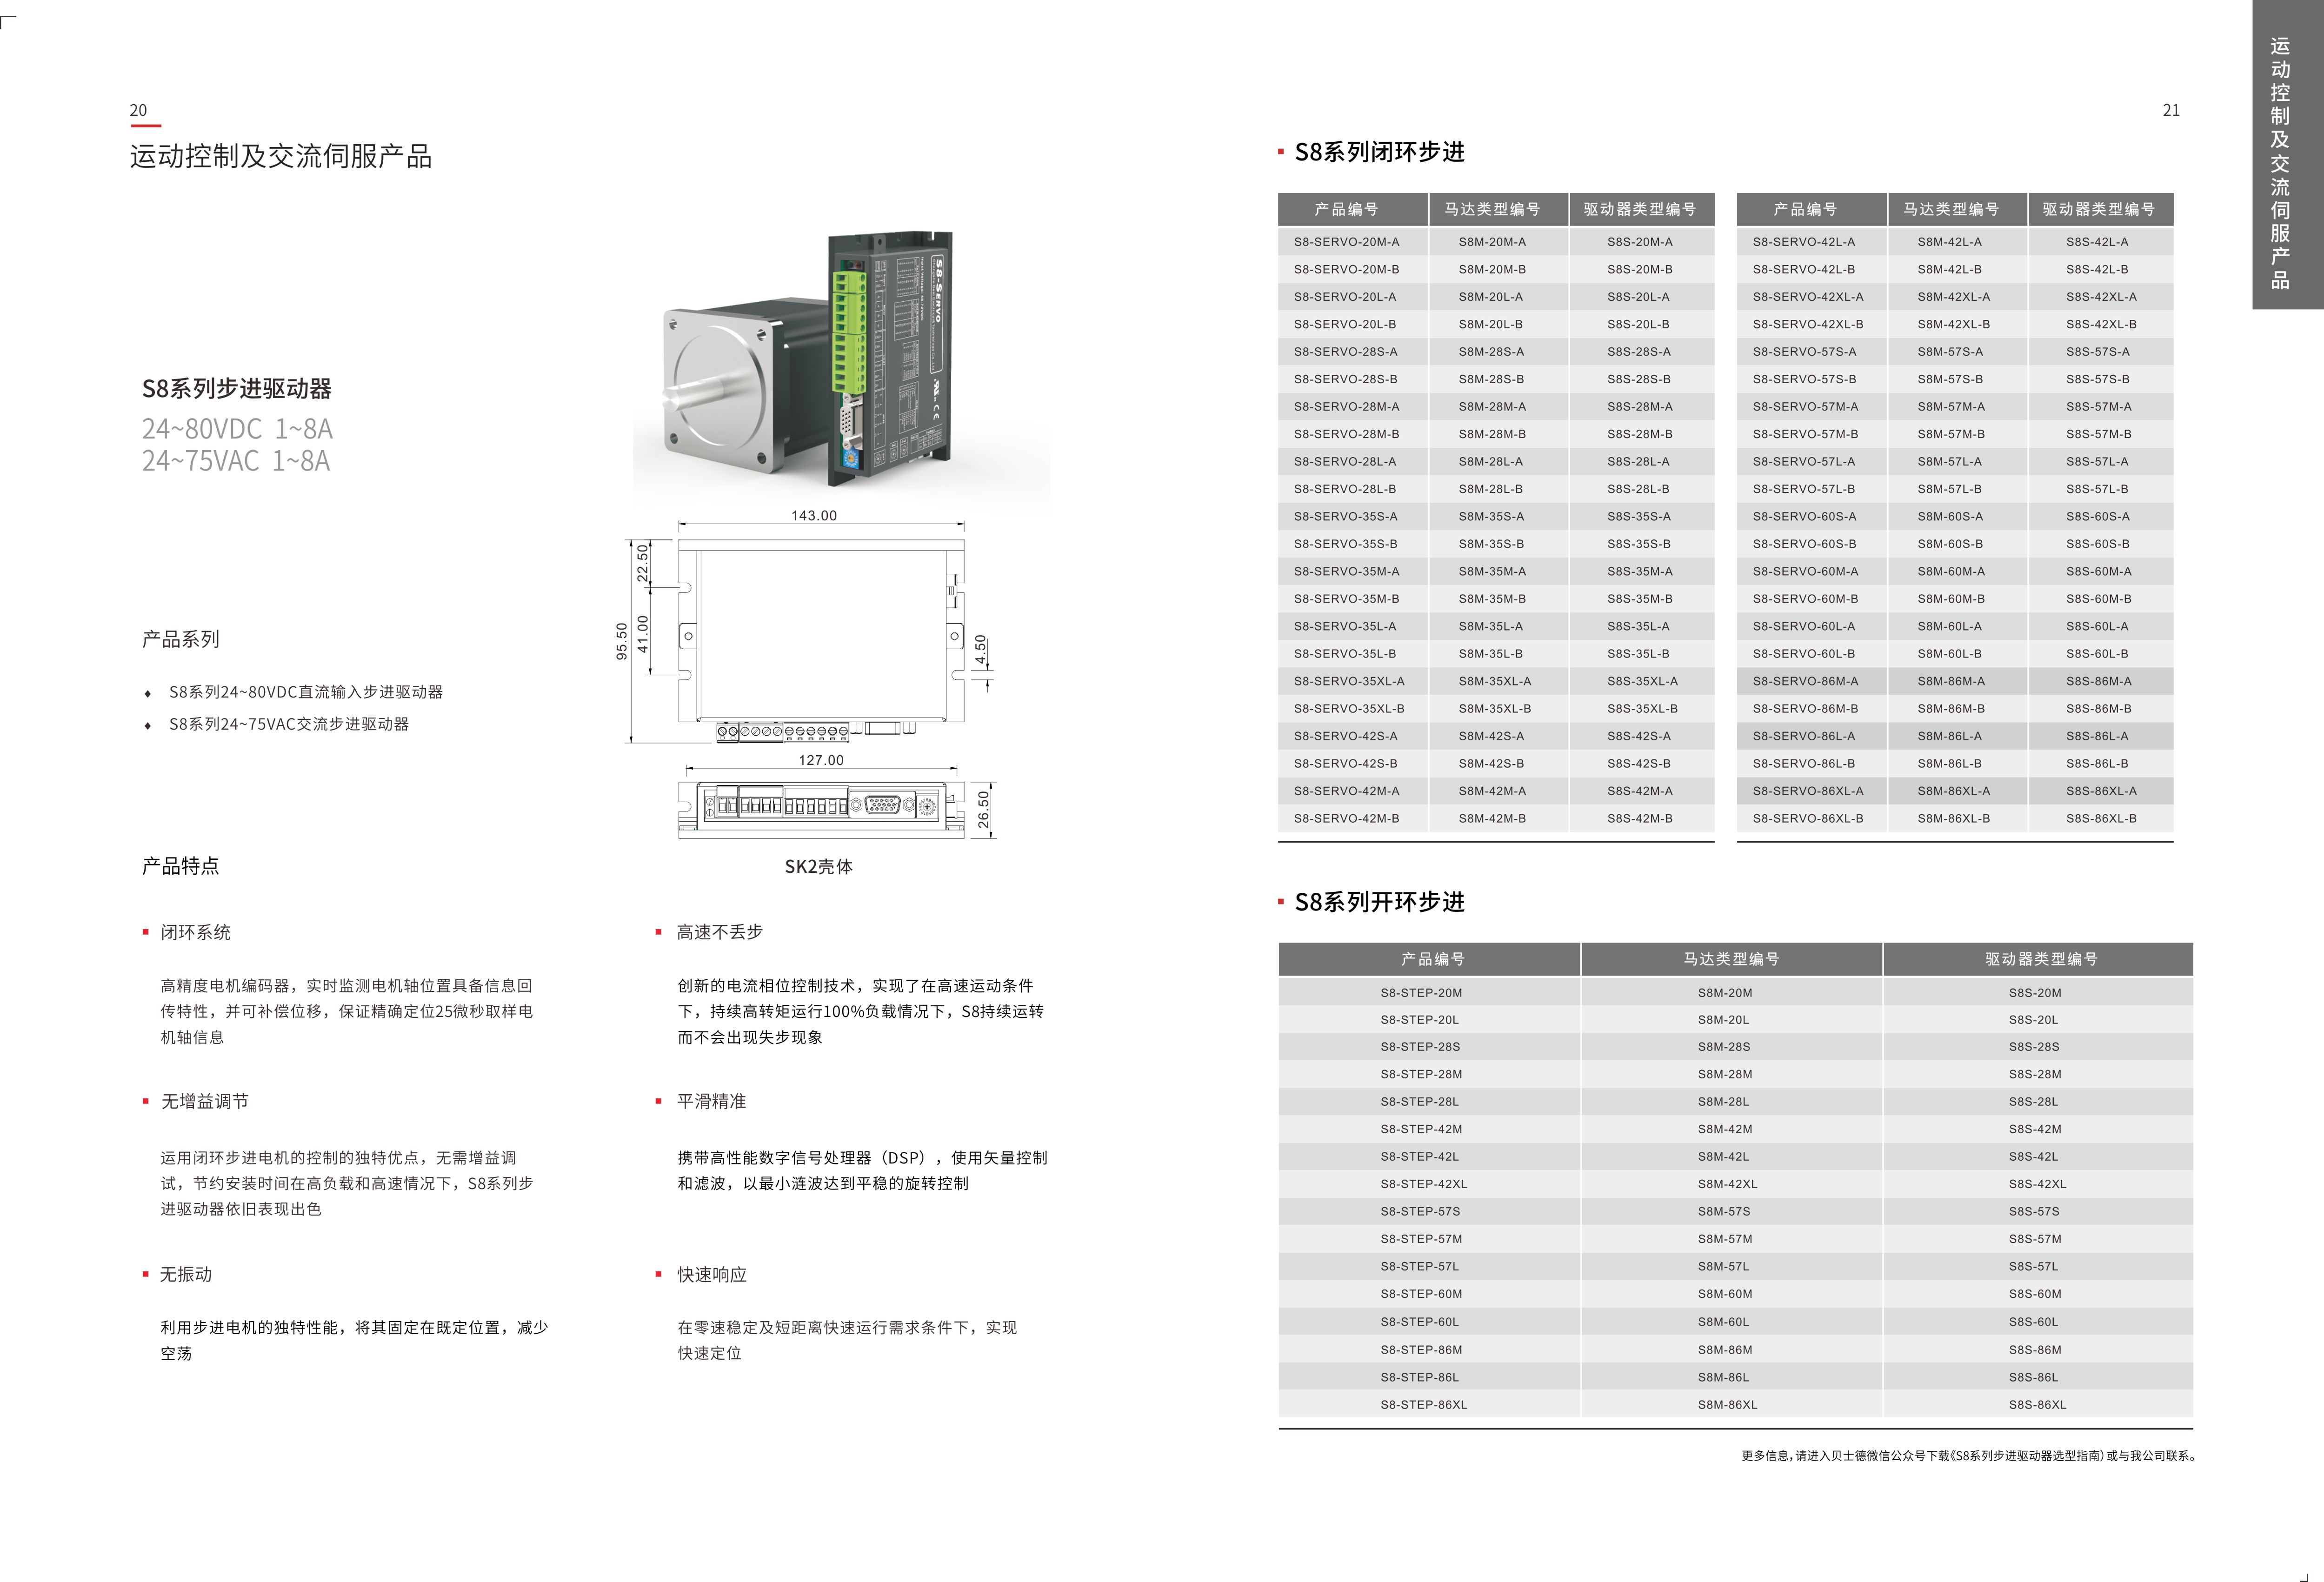 20
运动控制及交流伺服产品
S8-SERVO
S8系列步进驱动器
24~80VDC 1~8A
24~75VAC 1~8A
143.00
22.50
41.00
95.50
4.50
127.00
26.50
SK2壳体
产品系列
S8系列24~80VDC直流输入步进驱动器
S8系列24~75VAC交流步进驱动器
产品特点
闭环系统
高精度电机编码器，实时监测电机轴位置具备信息回
传特性，并可补偿位移，保证精确定位25微秒取样电
机轴信息
高速不丢步
创新的电流相位控制技术，实现了在高速运动条件
下，持续高转矩运行100%负载情况下，S8持续运转
而不会出现失步现象
无增益调节
运用闭环步进电机的控制的独特优点，无需增益调
试，节约安装时间在高负载和高速情况下，S8系列步
进驱动器依旧表现出色
平滑精准
携带高性能数字信号处理器（DSP），使用矢量控制
和滤波，以最小涟波达到平稳的旋转控制
无振动
利用步进电机的独特性能，将其固定在既定位置，减少
空荡
快速响应
在零速稳定及短距离快速运行需求条件下，实现
快速定位
21
运动控制及交流伺服产品
S8系列闭环步进
产品编号 马达类型编号 驱动器类型编号
S8-SERVO-20M-A S8M-20M-A S8S-20M-A
S8-SERVO-20M-B S8M-20M-B S8S-20M-B
S8-SERVO-20L-A S8M-20L-A S8S-20L-A
S8-SERVO-20L-B S8M-20L-B S8S-20L-B
S8-SERVO-28S-A S8M-28S-A S8S-28S-A
S8-SERVO-28S-B S8M-28S-B S8S-28S-B
S8-SERVO-28M-A S8M-28M-A S8S-28M-A
S8-SERVO-28M-B S8M-28M-B S8S-28M-B
S8-SERVO-28L-A S8M-28L-A S8S-28L-A
S8-SERVO-28L-B S8M-28L-B S8S-28L-B
S8-SERVO-35S-A S8M-35S-A S8S-35S-A
S8-SERVO-35S-B S8M-35S-B S8S-35S-B
S8-SERVO-35M-A S8M-35M-A S8S-35M-A
S8-SERVO-35M-B S8M-35M-B S8S-35M-B
S8-SERVO-35L-A S8M-35L-A S8S-35L-A
S8-SERVO-35L-B S8M-35L-B S8S-35L-B
S8-SERVO-35XL-A S8M-35XL-A S8S-35XL-A
S8-SERVO-35XL-B S8M-35XL-B S8S-35XL-B
S8-SERVO-42S-A S8M-42S-A S8S-42S-A
S8-SERVO-42S-B S8M-42S-B S8S-42S-B
S8-SERVO-42M-A S8M-42M-A S8S-42M-A
S8-SERVO-42M-B S8M-42M-B S8S-42M-B
产品编号 马达类型编号 驱动器类型编号
S8-SERVO-42L-A S8M-42L-A S8S-42L-A
S8-SERVO-42L-B S8M-42L-B S8S-42L-B
S8-SERVO-42XL-A S8M-42XL-A S8S-42XL-A
S8-SERVO-42XL-B S8M-42XL-B S8S-42XL-B
S8-SERVO-57S-A S8M-57S-A S8S-57S-A
S8-SERVO-57S-B S8M-57S-B S8S-57S-B
S8-SERVO-57M-A S8M-57M-A S8S-57M-A
S8-SERVO-57M-B S8M-57M-B S8S-57M-B
S8-SERVO-57L-A S8M-57L-A S8S-57L-A
S8-SERVO-57L-B S8M-57L-B S8S-57L-B
S8-SERVO-60S-A S8M-60S-A S8S-60S-A
S8-SERVO-60S-B S8M-60S-B S8S-60S-B
S8-SERVO-60M-A S8M-60M-A S8S-60M-A
S8-SERVO-60M-B S8M-60M-B S8S-60M-B
S8-SERVO-60L-A S8M-60L-A S8S-60L-A
S8-SERVO-60L-B S8M-60L-B S8S-60L-B
S8-SERVO-86M-A S8M-86M-A S8S-86M-A
S8-SERVO-86M-B S8M-86M-B S8S-86M-B
S8-SERVO-86L-A S8M-86L-A S8S-86L-A
S8-SERVO-86L-B S8M-86L-B S8S-86L-B
S8-SERVO-86XL-A S8M-86XL-A S8S-86XL-A
S8-SERVO-86XL-B S8M-86XL-B S8S-86XL-B
S8系列开环步进
产品编号 马达类型编号 驱动器类型编号
S8-STEP-20M S8M-20M S8S-20M
S8-STEP-20L S8M-20L S8S-20L
S8-STEP-28S S8M-28S S8S-28S
S8-STEP-28M S8M-28M S8S-28M
S8-STEP-28L S8M-28L S8S-28L
S8-STEP-42M S8M-42M S8S-42M
S8-STEP-42L S8M-42L S8S-42L
S8-STEP-42XL S8M-42XL S8S-42XL
S8-STEP-57S S8M-57S S8S-57S
S8-STEP-57M S8M-57M S8S-57M
S8-STEP-57L S8M-57L S8S-57L
S8-STEP-60M S8M-60M S8S-60M
S8-STEP-60L S8M-60L S8S-60L
S8-STEP-86M S8M-86M S8S-86M
S8-STEP-86L S8M-86L S8S-86L
S8-STEP-86XL S8M-86XL S8S-86XL
更多信息，请进入贝士德微信公众号下载《S8系列步进驱动器选型指南》或与我公司联系。